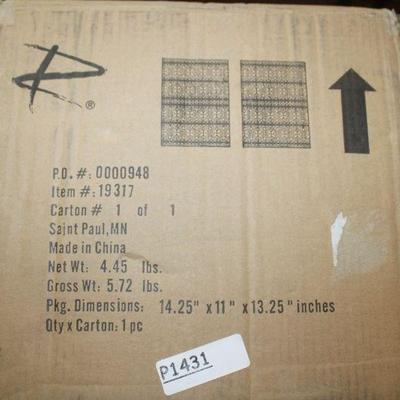 R ®
P.O. #: 0000948
Item #: 19317
Carton # 1 of 1
Saint Paul,MN
Made in China
Net Wt: 4.45 lbs.
Gross Wt: 5.72 lbs.
Pkg. Dimensions: 14.25" x 11" x 13.25" inches
Qty x Carton: 1 pc
P1431